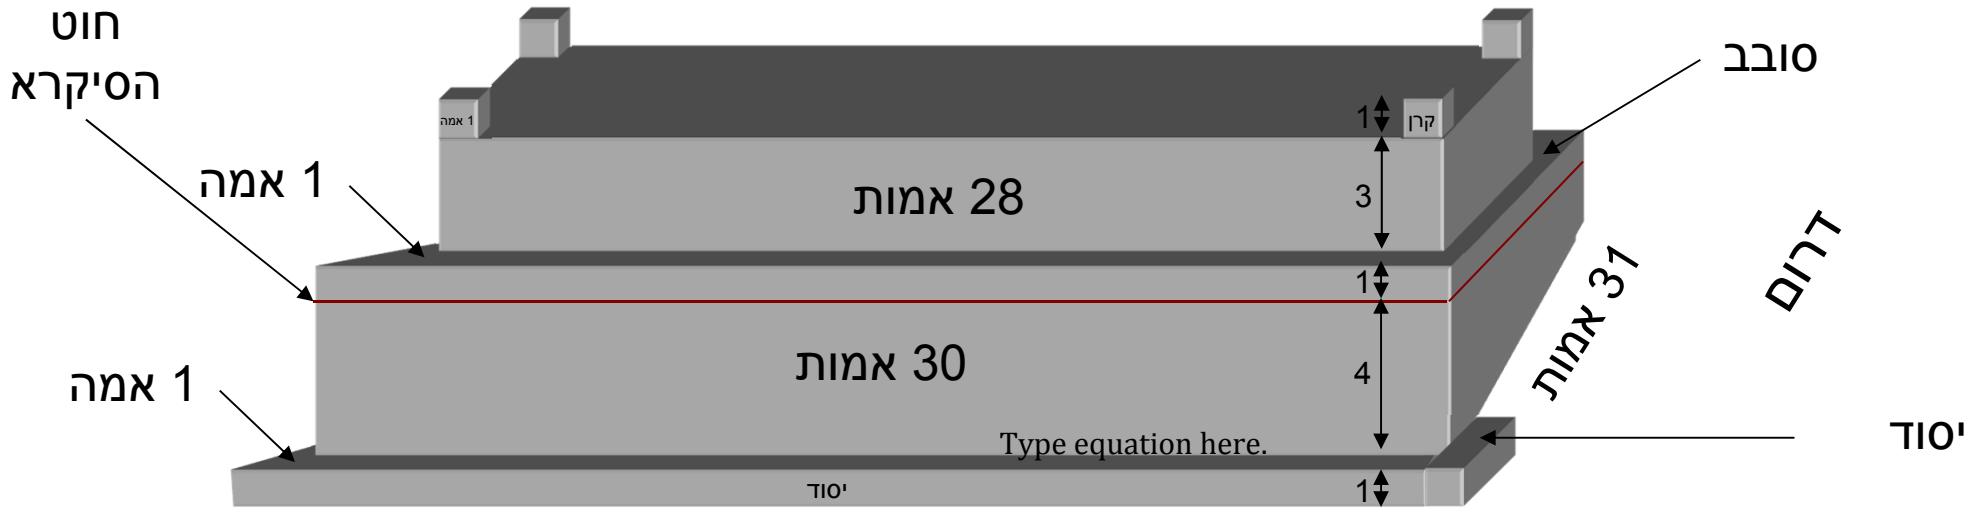 חוט
הסיקרא
סובב
1 אמה
קרן
1
1 אמה
28 אמות
3
דרום
1
31 אמות
30 אמות
4
1 אמה
Type equation here.
יסוד
יסוד
1